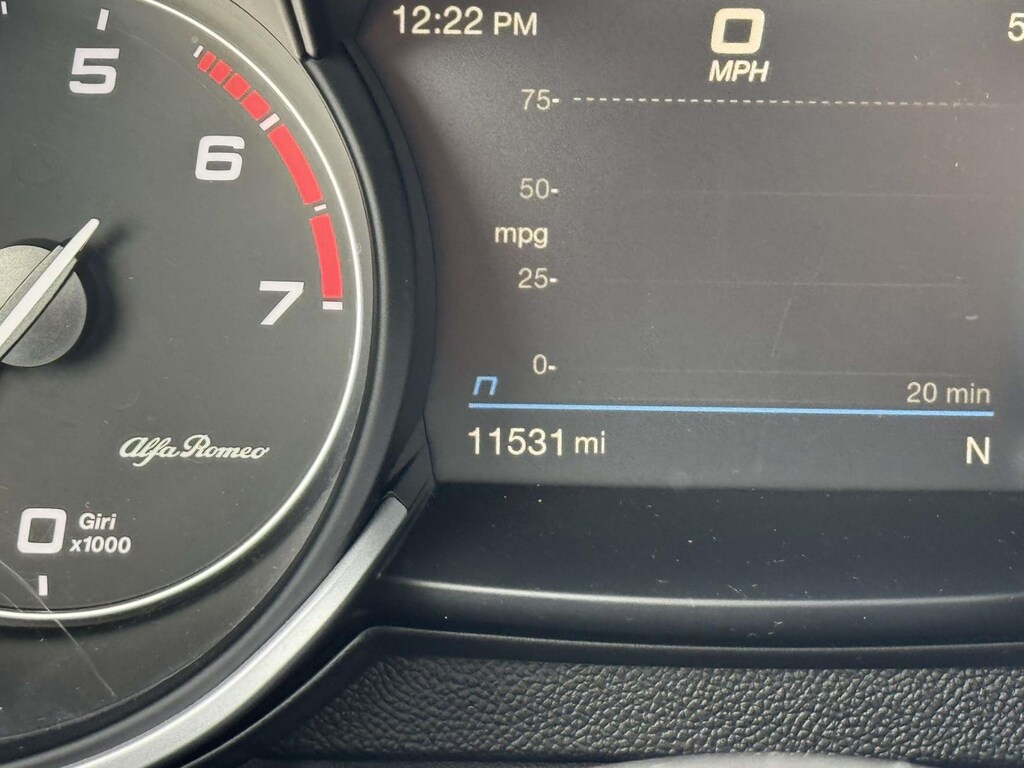 5
6
7
Alfa Romeo
0 Giri
x1000
12:22 PM
0
MPH
5
75-
50-
mpg
25-
0-
n
20 min
11531 mi
N